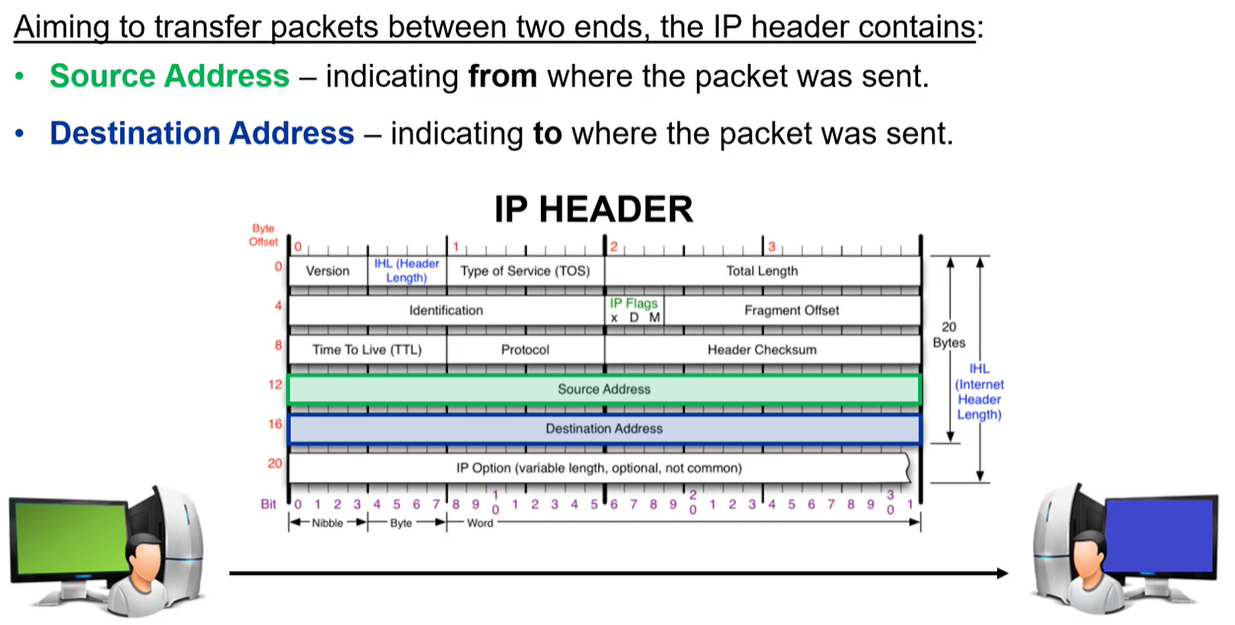 Aiming to transfer packets between two ends, the IP header contains:
• Source Address – indicating from where the packet was sent.
• Destination Address – indicating to where the packet was sent.
IP HEADER
Byte
Offset
0 1 2 3
0 Version IHL (Header Length) Type of Service (TOS) Total Length
4 Identification IP Flags x D M Fragment Offset
8 Time To Live (TTL) Protocol Header Checksum
12 Source Address
16 Destination Address
20 IP Option (variable length, optional, not common)
20
Bytes
IHL
(Internet
Header
Length)
Bit 0 1 2 3 4 5 6 7 8 9 10 1 2 3 4 5 6 7 8 9 20 1 2 3 4 5 6 7 8 9 30 1
Nibble Byte Word